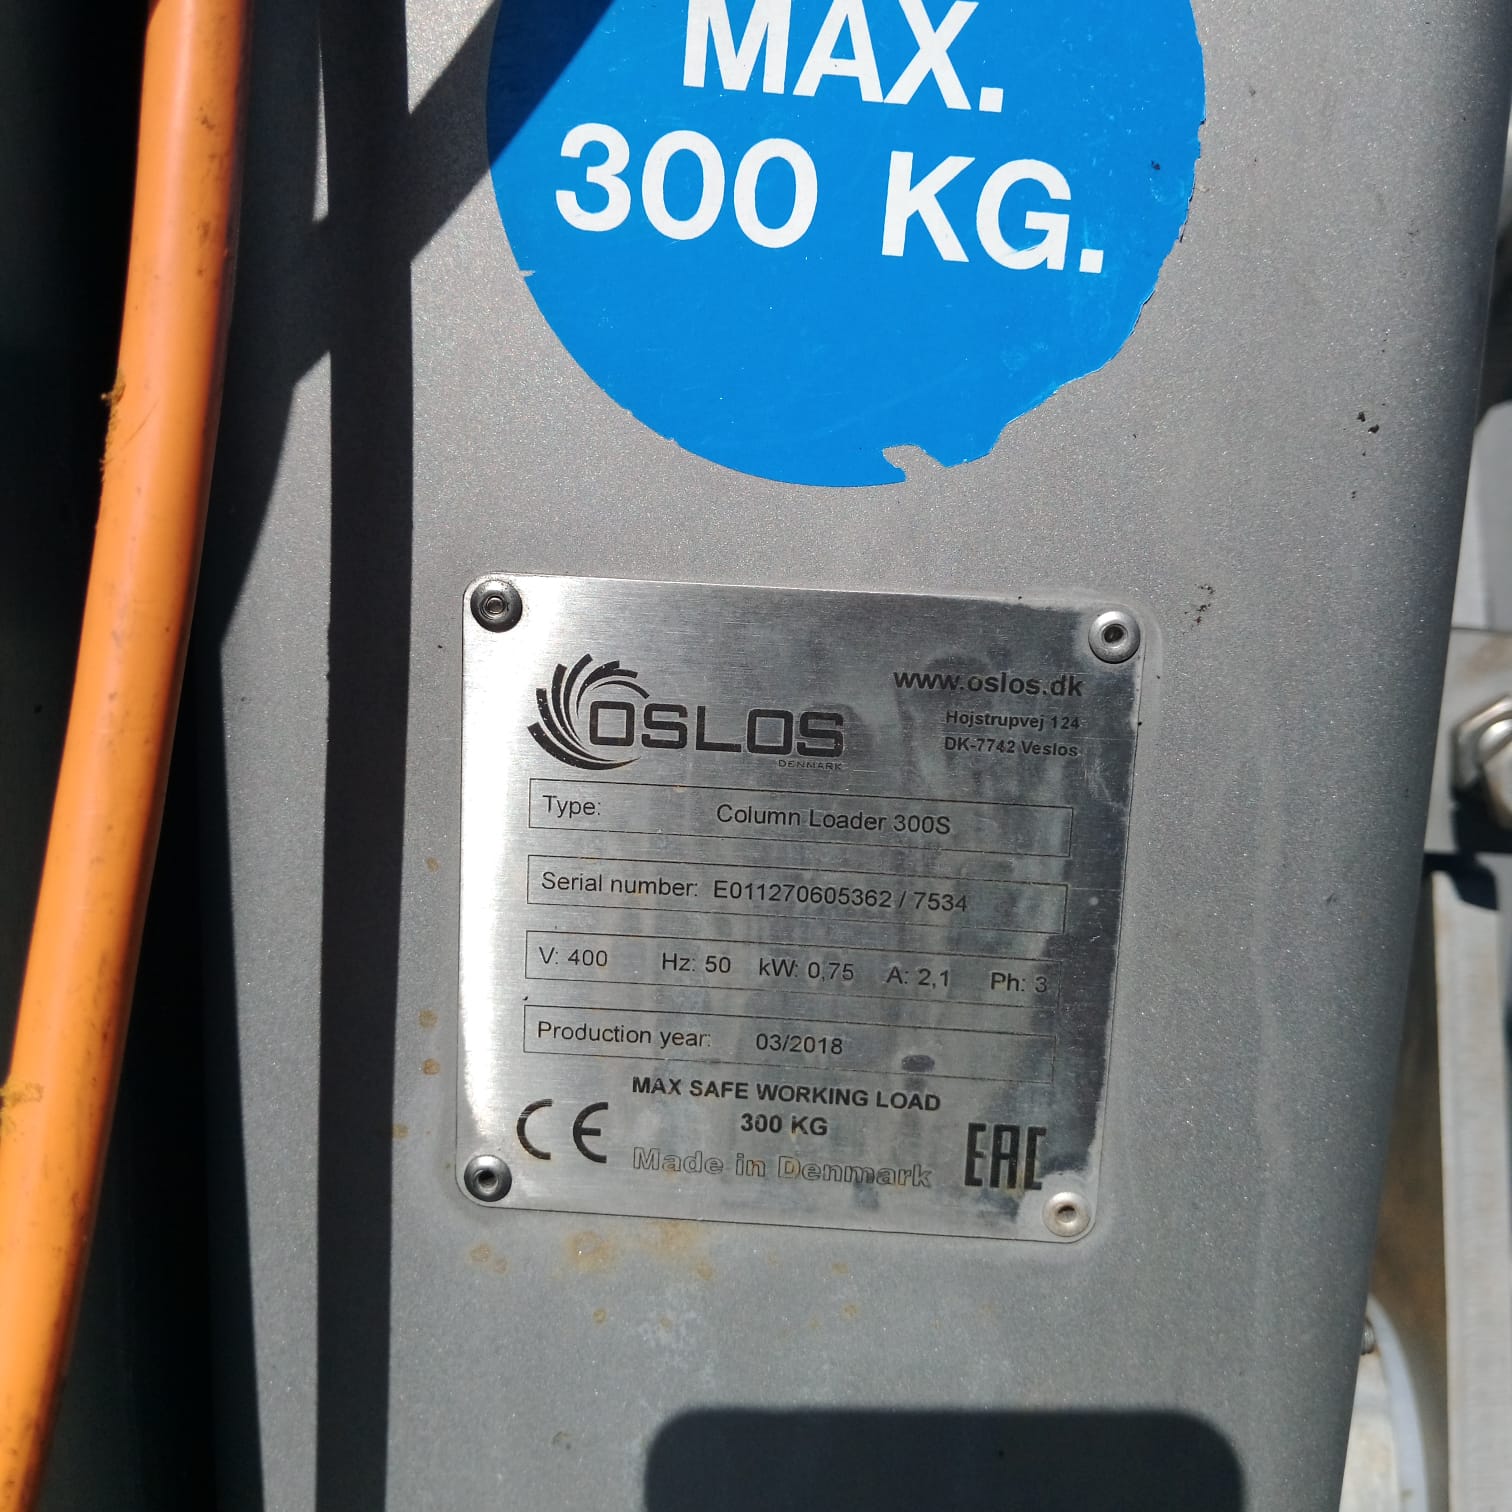 MAX.
300 KG.
OSLOS
DENMARK
www.oslos.dk
Hojstrupvej 124
DK-7742 Veslos
Type: Column Loader 300S
Serial number: E011270605362 / 7534
V: 400 Hz: 50 kW: 0,75 A: 2,1 Ph: 3
Production year: 03/2018
MAX SAFE WORKING LOAD
300 KG
CE Made in Denmark EAC